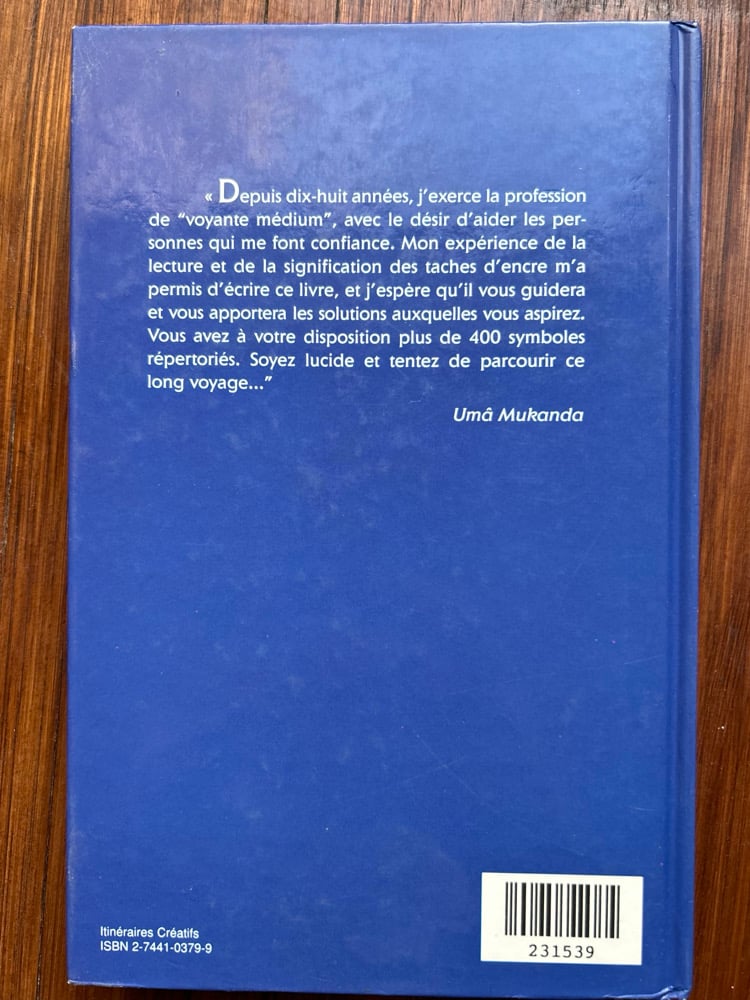 « Depuis dix-huit années, j'exerce la profession
de "voyante médium", avec le désir d'aider les per-
sonnes qui me font confiance. Mon expérience de la
lecture et de la signification des taches d'encre m'a
permis d'écrire ce livre, et j'espère qu'il vous guidera
et vous apportera les solutions auxquelles vous aspirez.
Vous avez à votre disposition plus de 400 symboles
répertoriés. Soyez lucide et tentez de parcourir ce
long voyage..."
Umâ Mukanda
Itinéraires Créatifs
ISBN 2-7441-0379-9
231539